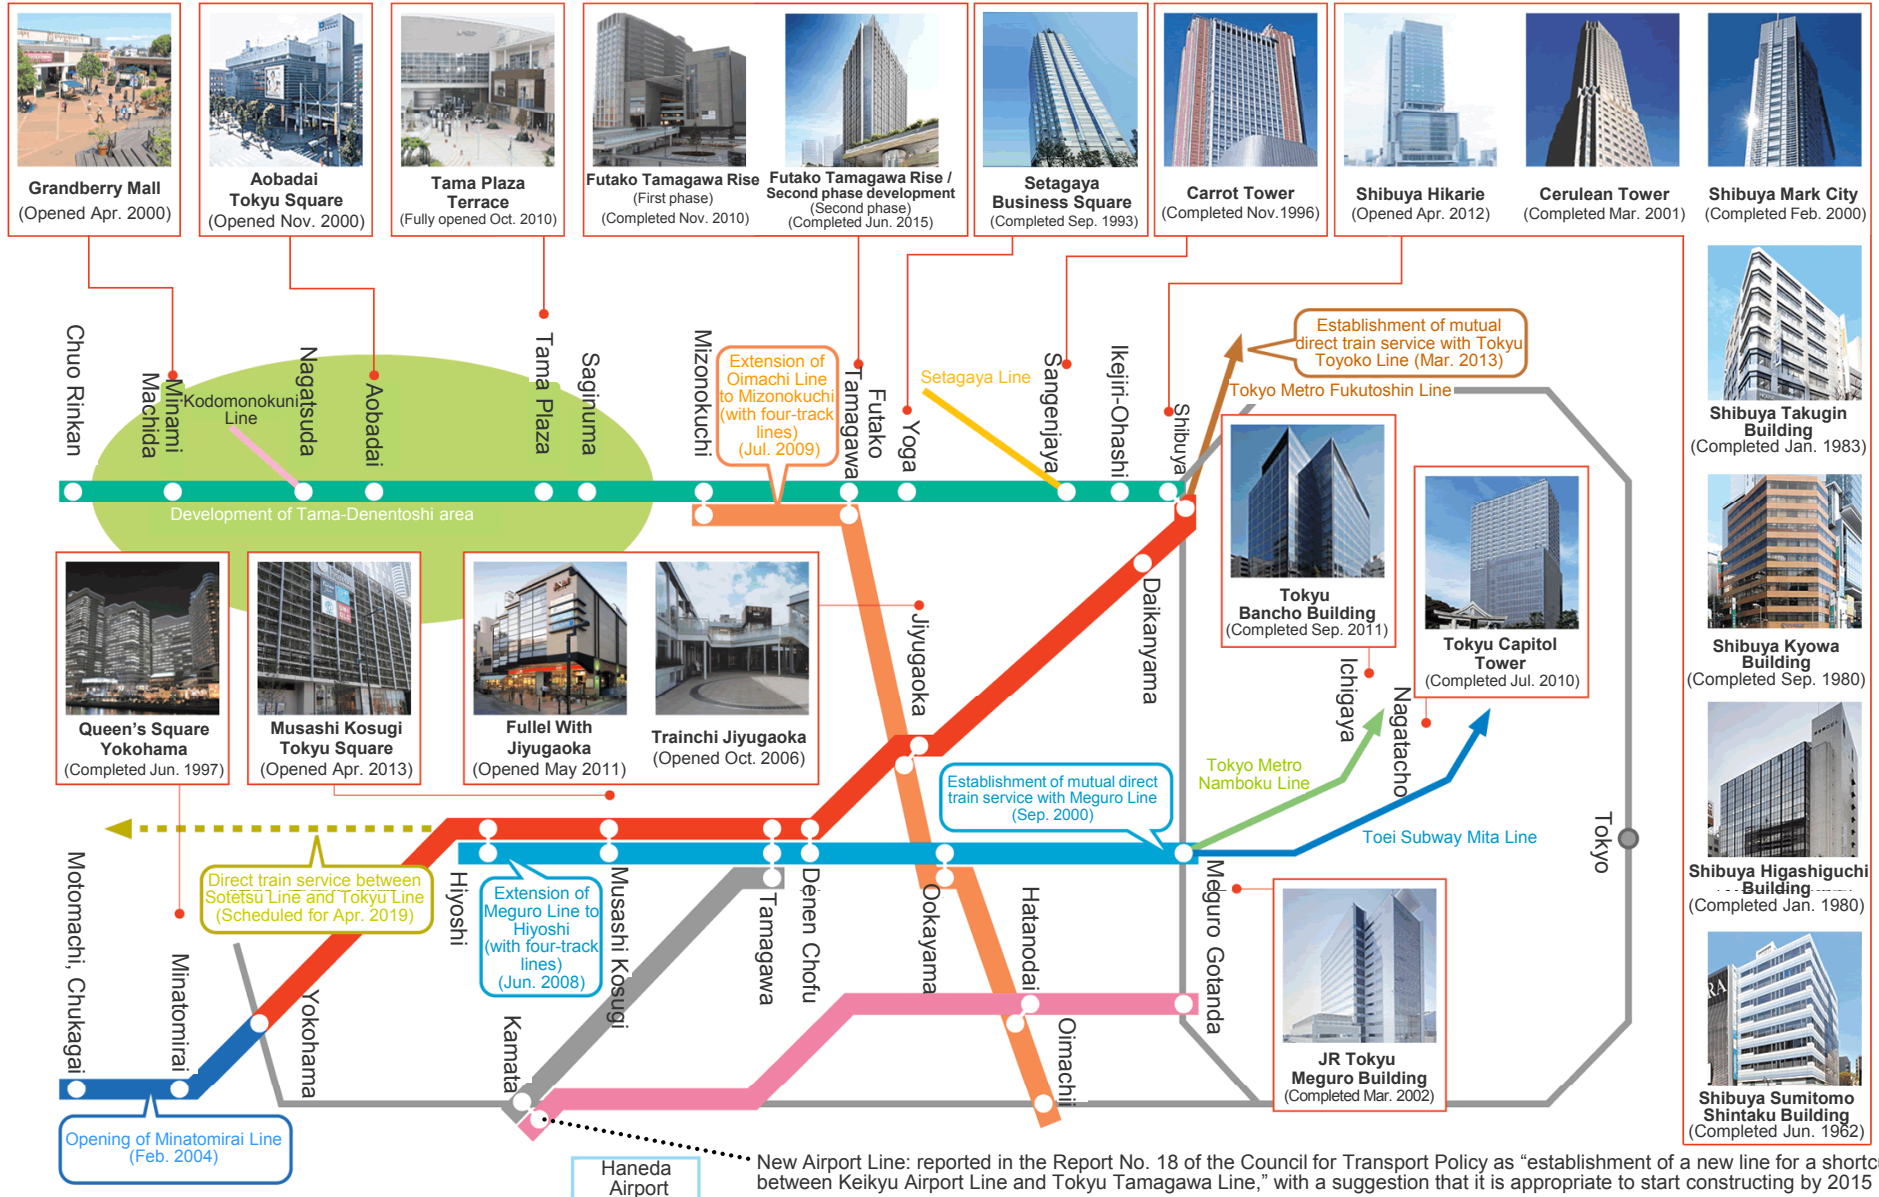 Grandberry Mall
(Opened Apr. 2000)
Aobadai
Tokyu Square
(Opened Nov. 2000)
Tama Plaza
Terrace
(Fully opened Oct. 2010)
Futako Tamagawa Rise
(First phase)
(Completed Nov. 2010)
Futako Tamagawa Rise /
Second phase development
(Second phase)
(Completed Jun. 2015)
Setagaya
Business Square
(Completed Sep. 1993)
Carrot Tower
(Completed Nov.1996)
Shibuya Hikarie
(Opened Apr. 2012)
Cerulean Tower
(Completed Mar. 2001)
Shibuya Mark City
(Completed Feb. 2000)
Shibuya Takugin
Building
(Completed Jan. 1983)
Shibuya Kyowa
Building
(Completed Sep. 1980)
Shibuya Higashiguchi
Building
(Completed Jan. 1980)
Shibuya Sumitomo
Shintaku Building
(Completed Jun. 1962)
Chuo Rinkan
Minami
Machida
Kodomonokuni
Line
Nagatsuda
Aobadai
Tama Plaza
Saginuma
Mizonokuchi
Extension of
Oimachi Line
to Mizonokuchi
(with four-track
lines)
(Jul. 2009)
Futako
Tamagawa
Yoga
Setagaya Line
Sangenjaya
Ikejiri-Ohashi
Shibuya
Establishment of mutual
direct train service with Tokyu
Toyoko Line (Mar. 2013)
Tokyo Metro Fukutoshin Line
Development of Tama-Denentoshi area
Queen's Square
Yokohama
(Completed Jun. 1997)
Musashi Kosugi
Tokyu Square
(Opened Apr. 2013)
Fullel With
Jiyugaoka
(Opened May 2011)
Trainchi Jiyugaoka
(Opened Oct. 2006)
Jiyugaoka
Daikanyama
Tokyu
Bancho Building
(Completed Sep. 2011)
Tokyu Capitol
Tower
(Completed Jul. 2010)
Ichigaya
Nagatacho
Tokyo Metro
Namboku Line
Toei Subway Mita Line
Tokyo
Establishment of mutual direct
train service with Meguro Line
(Sep. 2000)
Direct train service between
Sotetsu Line and Tokyu Line
(Scheduled for Apr. 2019)
Extension of
Meguro Line to
Hiyoshi
(with four-track
lines)
(Jun. 2008)
Motomachi, Chukagai
Minatomirai
Yokohama
Hiyoshi
Musashi Kosugi
Tamagawa
Denen Chofu
Ookayama
Hatanodai
Oimachii
Meguro Gotanda
Kamata
JR Tokyu
Meguro Building
(Completed Mar. 2002)
Opening of Minatomirai Line
(Feb. 2004)
Haneda
Airport
New Airport Line: reported in the Report No. 18 of the Council for Transport Policy as “establishment of a new line for a shortcu
between Keikyu Airport Line and Tokyu Tamagawa Line,” with a suggestion that it is appropriate to start constructing by 2015